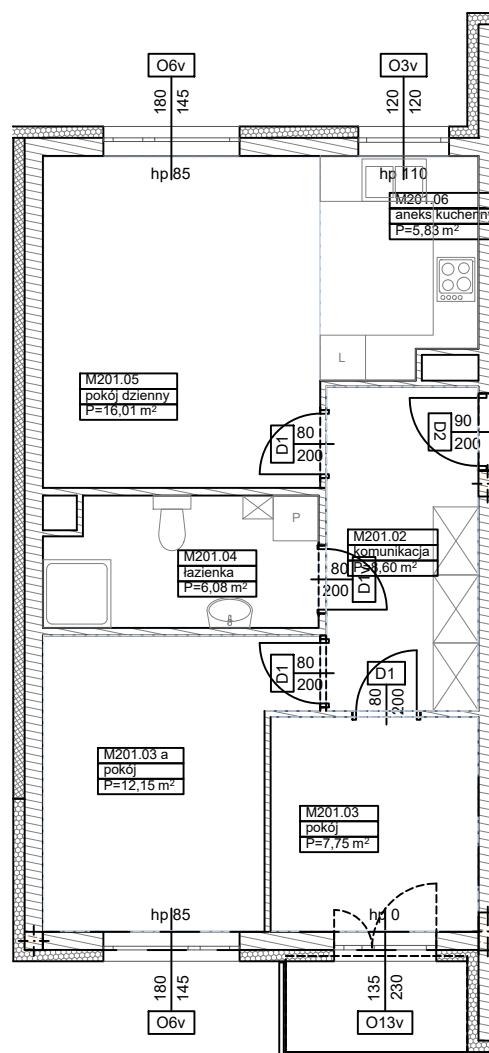 O6v
O3v
180
145
120
120
hp 85
hp 110
M201.06
aneks kuchenny
P=5,83 m²
L
M201.05
pokój dzienny
P=16,01 m²
D1
80
200
D2
90
200
P
M201.04
łazienka
P=6,08 m²
M201.02
komunikacja
P=8,60 m²
80
200
D1
80
200
D1
80
200
M201.03 a
pokój
P=12,15 m²
M201.03
pokój
P=7,75 m²
hp 85
hp 0
180
145
135
230
O6v
O13v